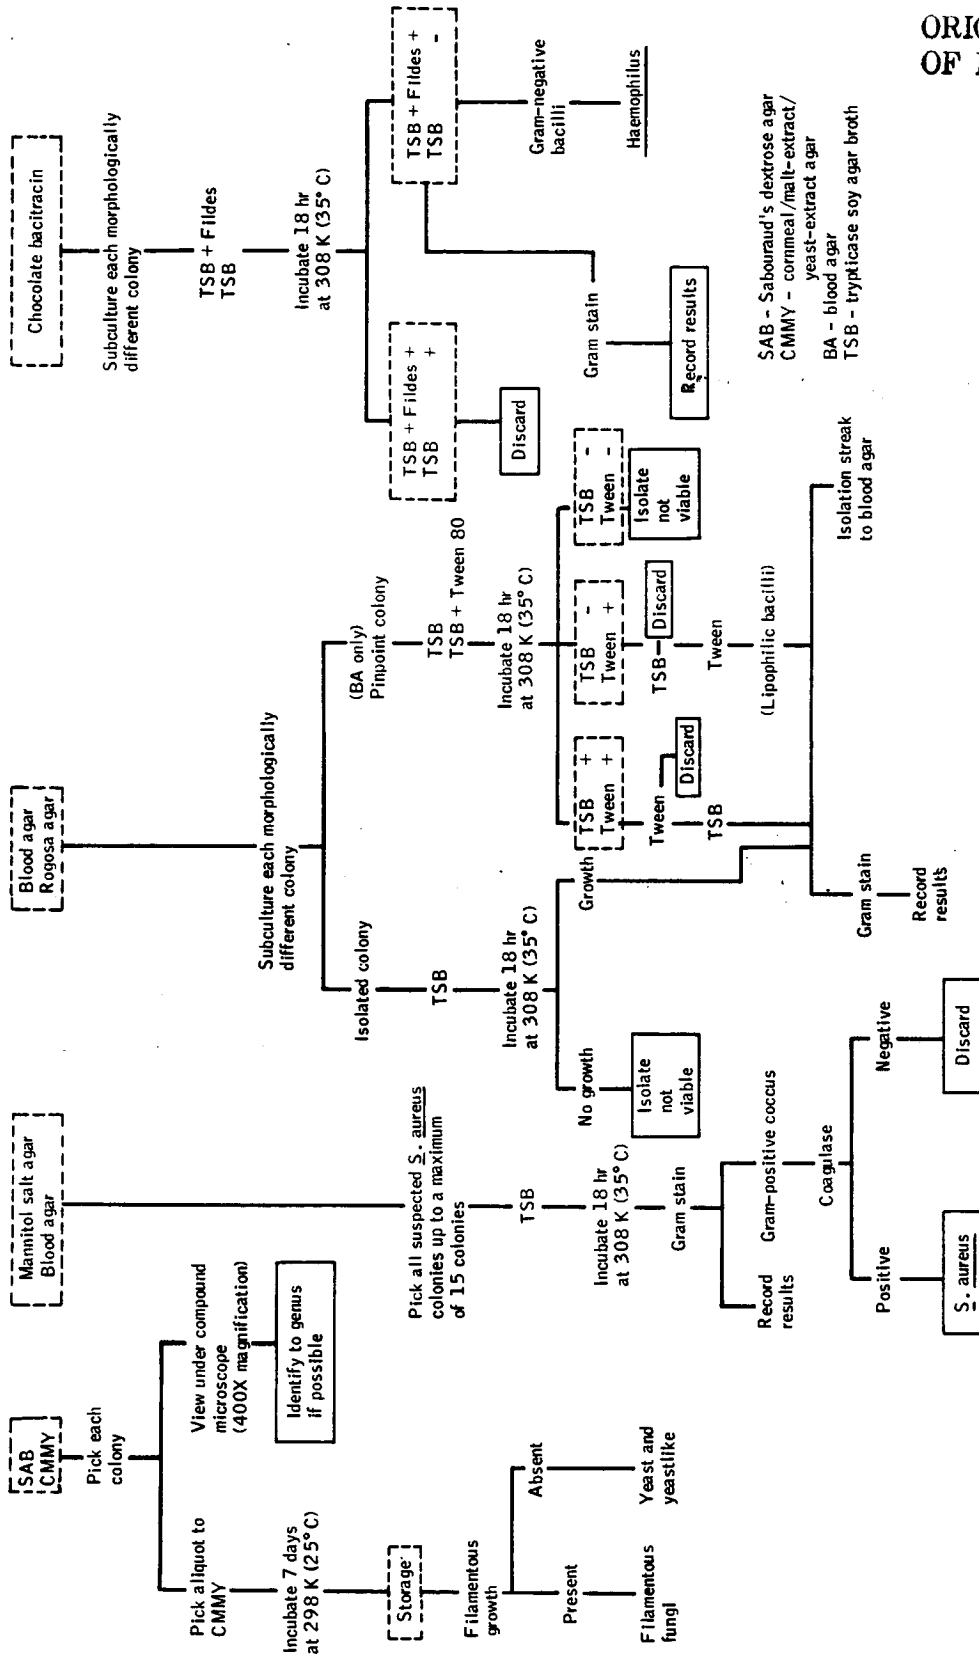 ORIG
OF
SAB
CMMY
Pick each
colony
Pick aliquot to
CMMY
Incubate 7 days
at 298 K (25°C)
Storage
Filamentous
growth
Present
Filamentous
fungi
Absent
Yeast and
yeastlike
View under compound
microscope
(400X magnification)
Identify to genus
if possible
Mannitol salt agar
Blood agar
Pick all suspected S. aureus
colonies up to a maximum
of 15 colonies
TSB
Incubate 18 hr
at 308 K (35°C)
Gram stain
Record
results
Gram-positive coccus
Coagulase
Positive
S. aureus
Negative
Discard
Blood agar
Rogosa agar
Subculture each morphologically
different colony
Isolated colony
TSB
Incubate 18 hr
at 308 K (35°C)
No growth
Isolate
not
viable
Growth
(BA only)
Pinpoint colony
TSB
TSB + Tween 80
Incubate 18 hr
at 308 K (35°C)
TSB +
Tween +
Tween
Discard
TSB
TSB -
Tween +
TSB
Discard
Tween
(Lipophilic bacilli)
TSB -
Tween -
Isolate
not
viable
Gram stain
Record
results
Isolation streak
to blood agar
Chocolate bacitracin
Subculture each morphologically
different colony
TSB + Fildes
TSB
Incubate 18 hr
at 308 K (35°C)
TSB + Fildes +
TSB +
Discard
TSB + Fildes +
TSB -
Gram stain
Record results
Gram-negative
bacilli
Haemophilus
SAB - Sabouraud's dextrose agar
CMMY - cornmeal/malt-extract/
yeast-extract agar
BA - blood agar
TSB - trypticase soy agar broth